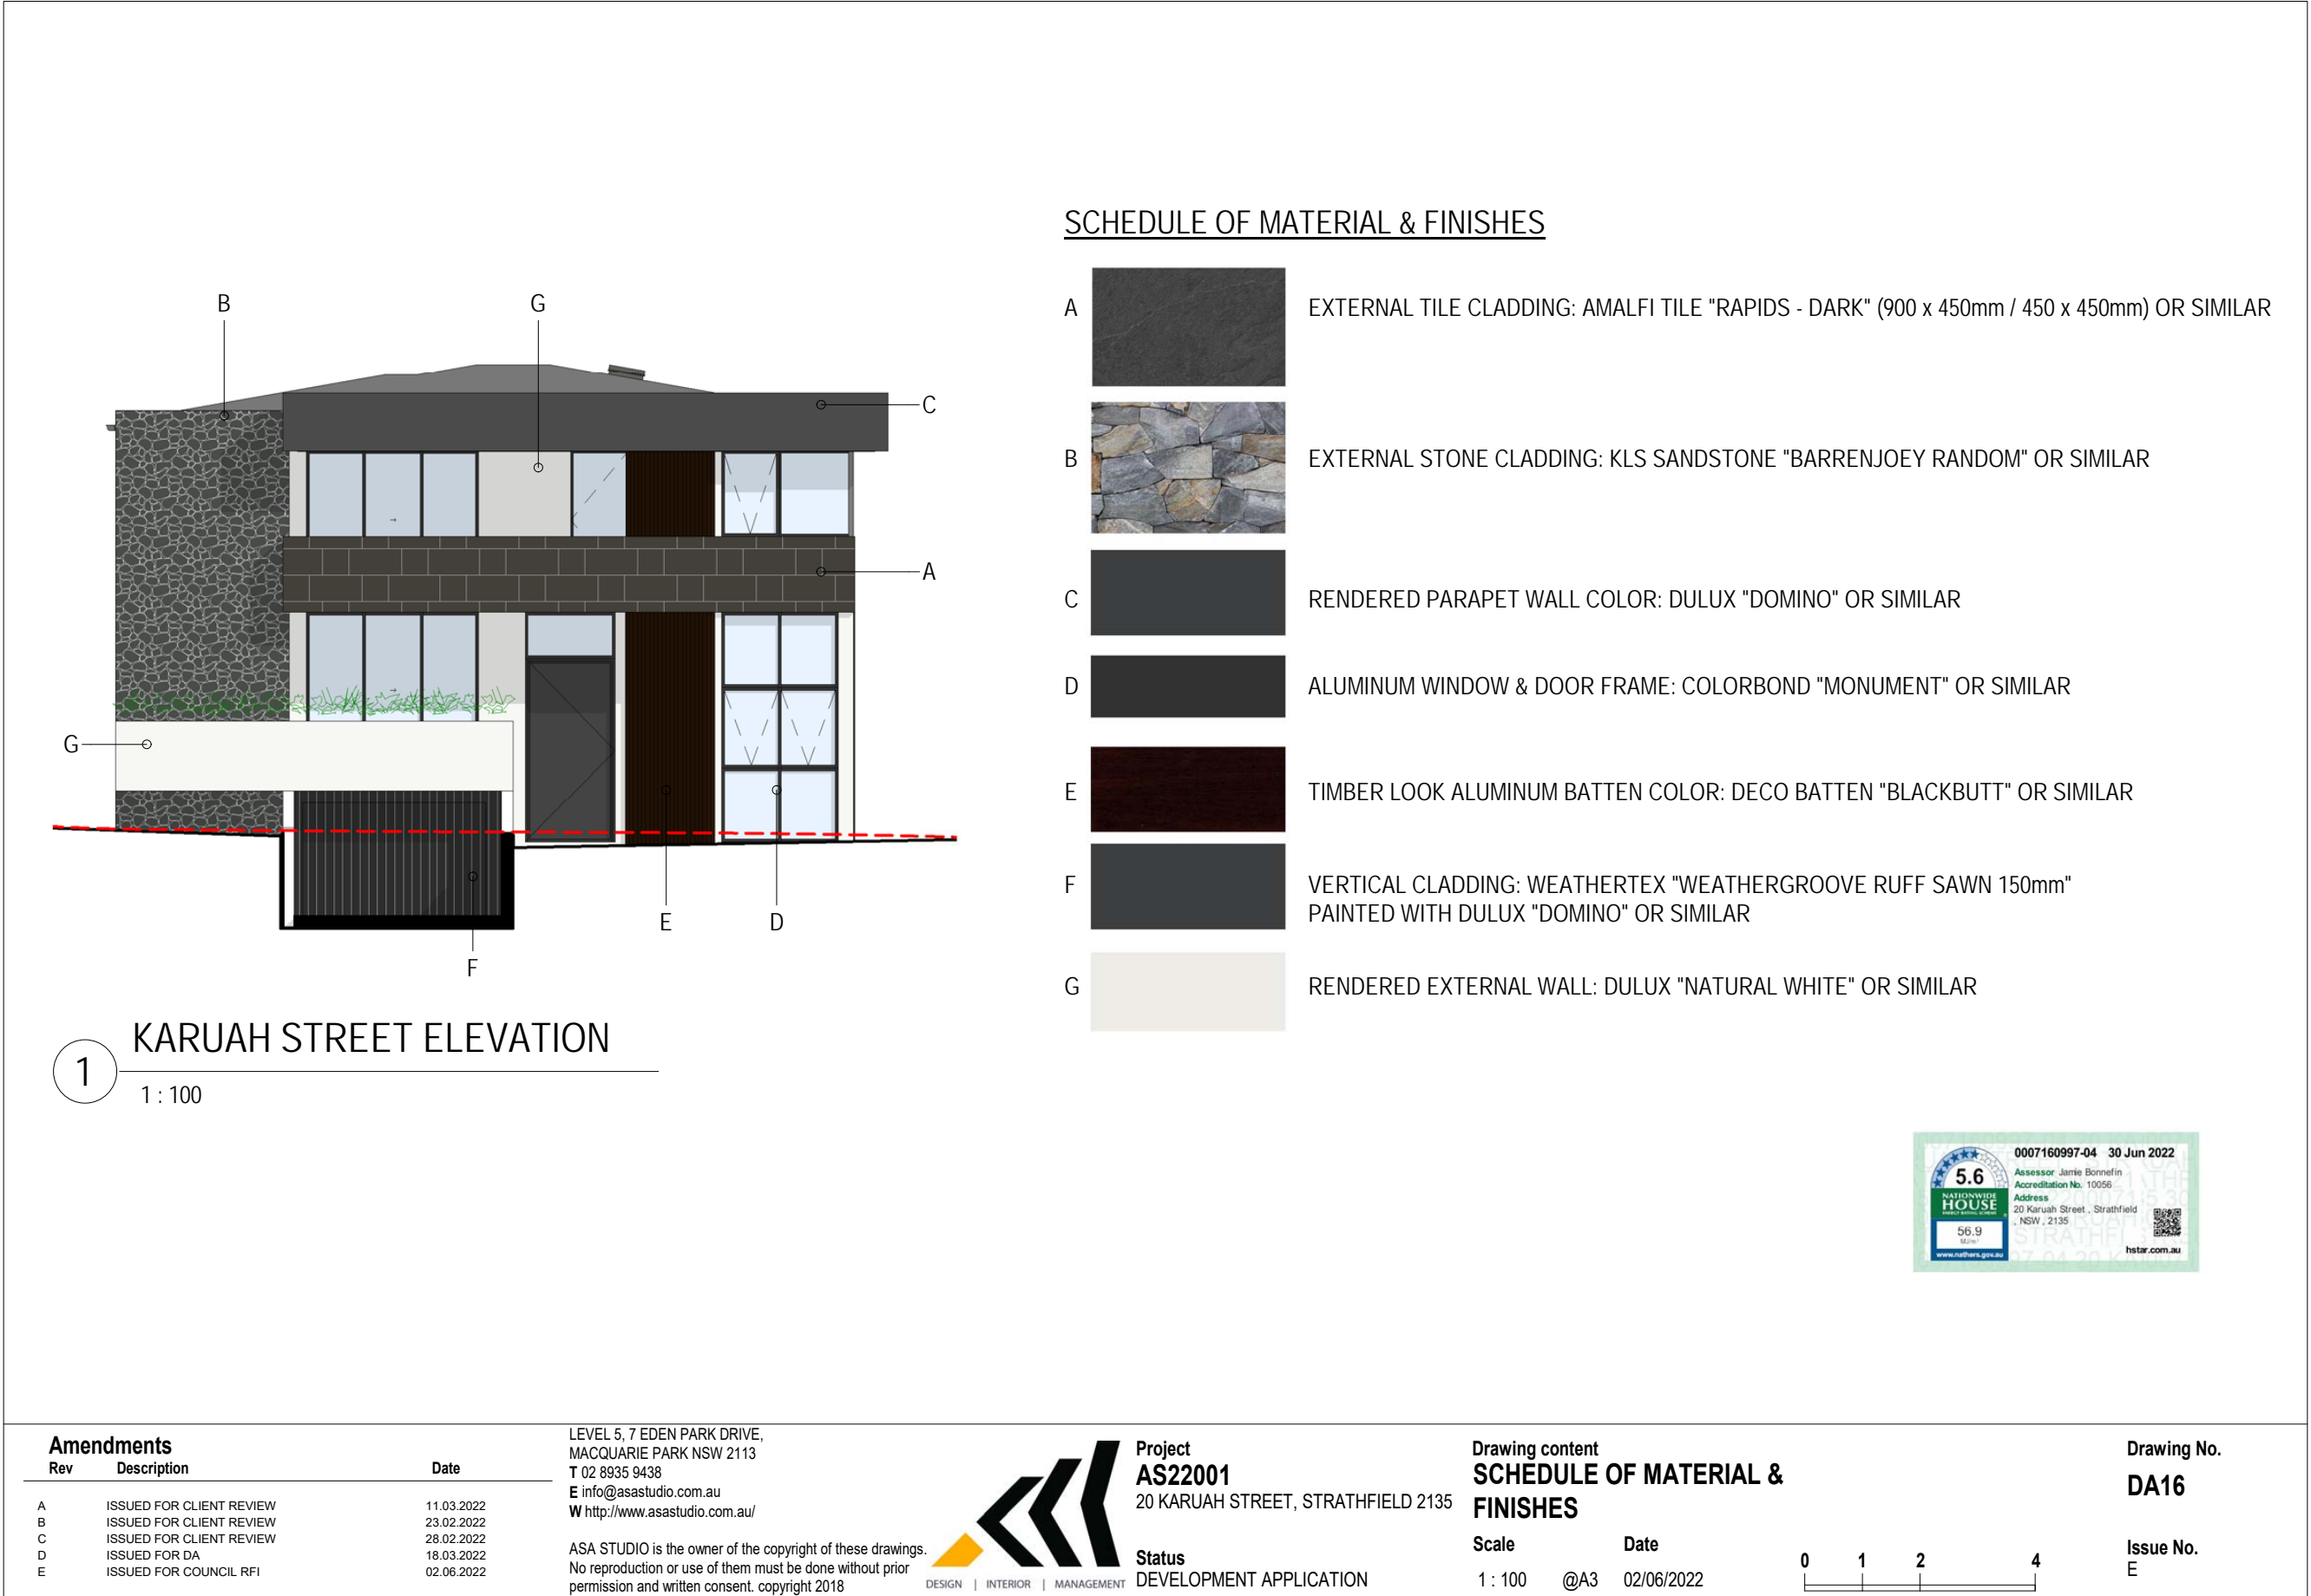 SCHEDULE OF MATERIAL & FINISHES
A
EXTERNAL TILE CLADDING: AMALFI TILE "RAPIDS - DARK" (900 x 450mm / 450 x 450mm) OR SIMILAR
B
EXTERNAL STONE CLADDING: KLS SANDSTONE "BARRENJOEY RANDOM" OR SIMILAR
C
RENDERED PARAPET WALL COLOR: DULUX "DOMINO" OR SIMILAR
D
ALUMINUM WINDOW & DOOR FRAME: COLORBOND "MONUMENT" OR SIMILAR
E
TIMBER LOOK ALUMINUM BATTEN COLOR: DECO BATTEN "BLACKBUTT" OR SIMILAR
F
VERTICAL CLADDING: WEATHERTEX "WEATHERGROOVE RUFF SAWN 150mm"
PAINTED WITH DULUX "DOMINO" OR SIMILAR
G
RENDERED EXTERNAL WALL: DULUX "NATURAL WHITE" OR SIMILAR
B
G
C
A
G
E
D
F
1
KARUAH STREET ELEVATION
1 : 100
5.6
NATIONWIDE
HOUSE
ENERGY RATING SCHEME
56.9
MJ/m²
www.nathers.gov.au
0007160997-04 30 Jun 2022
Assessor Jamie Bonnefin
Accreditation No. 10056
Address
20 Karuah Street , Strathfield
, NSW , 2135
hstar.com.au
Amendments
Rev Description Date
A ISSUED FOR CLIENT REVIEW 11.03.2022
B ISSUED FOR CLIENT REVIEW 23.02.2022
C ISSUED FOR CLIENT REVIEW 28.02.2022
D ISSUED FOR DA 18.03.2022
E ISSUED FOR COUNCIL RFI 02.06.2022
LEVEL 5, 7 EDEN PARK DRIVE,
MACQUARIE PARK NSW 2113
T 02 8935 9438
E info@asastudio.com.au
W http://www.asastudio.com.au/
ASA STUDIO is the owner of the copyright of these drawings.
No reproduction or use of them must be done without prior
permission and written consent. copyright 2018
DESIGN | INTERIOR | MANAGEMENT
Project
AS22001
20 KARUAH STREET, STRATHFIELD 2135
Status
DEVELOPMENT APPLICATION
Drawing content
SCHEDULE OF MATERIAL &
FINISHES
Scale Date
1 : 100 @A3 02/06/2022
0 1 2 4
Drawing No.
DA16
Issue No.
E